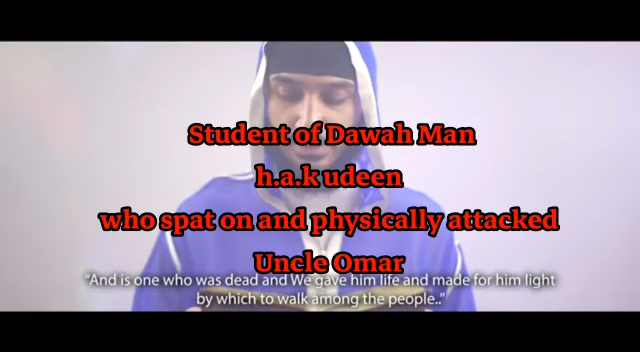 Student of Dawah Man
h.a.k udeen
who spat on and physically attacked
Uncle Omar
“And is one who was dead and We gave him life and made for him light
by which to walk among the people..”